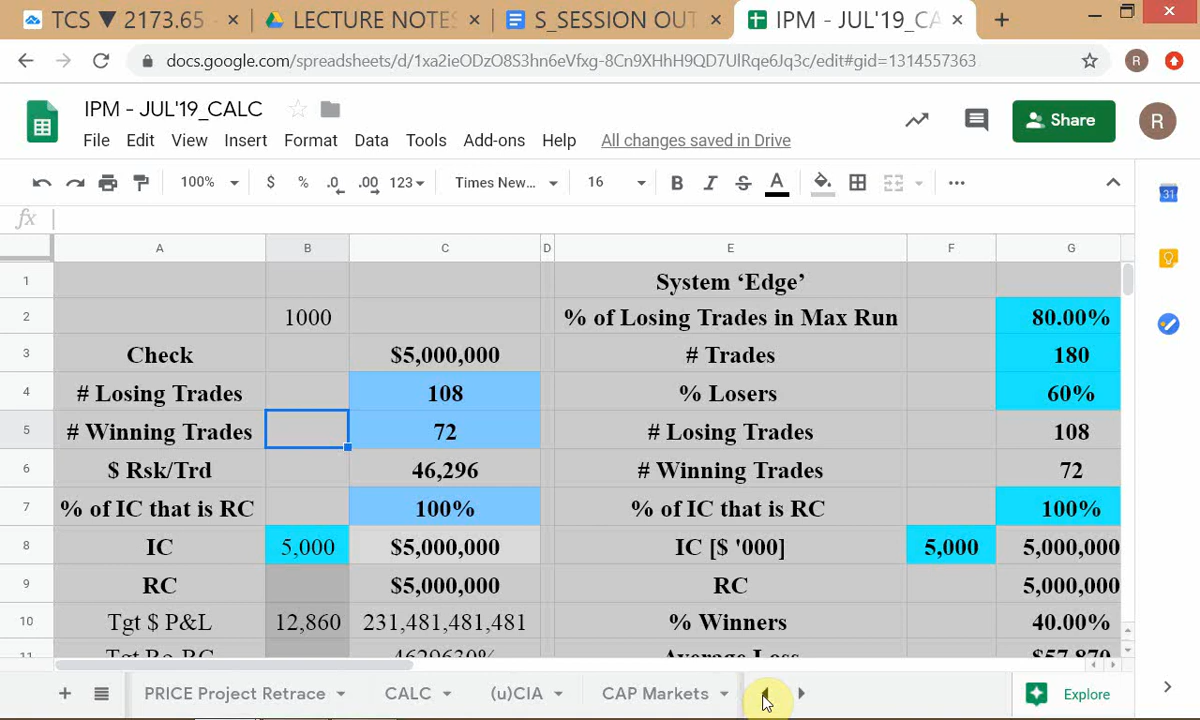 TCS ▼ 2173.65 × LECTURE NOTES × S_SESSION OUT × IPM - JUL'19_CA × +
docs.google.com/spreadsheets/d/1xa2ieODzO8S3hn6eVfxg-8Cn9XHhH9QD7UlRqe6Jq3c/edit#gid=1314557363 R
IPM - JUL'19_CALC
File Edit View Insert Format Data Tools Add-ons Help All changes saved in Drive Share R
100% $ % .0 .00 123 Times New... 16 B I S A ... 31
fx
A B C D E F G
1 System ‘Edge’
2 1000 % of Losing Trades in Max Run 80.00%
3 Check $5,000,000 # Trades 180
4 # Losing Trades 108 % Losers 60%
5 # Winning Trades 72 # Losing Trades 108
6 $ Rsk/Trd 46,296 # Winning Trades 72
7 % of IC that is RC 100% % of IC that is RC 100%
8 IC 5,000 $5,000,000 IC [$ '000] 5,000 5,000,000
9 RC $5,000,000 RC 5,000,000
10 Tgt $ P&L 12,860 231,481,481,481 % Winners 40.00%
11 Tgt Ro RC 4629630% Average Loss $57,870
+ PRICE Project Retrace CALC (u)CIA CAP Markets Explore